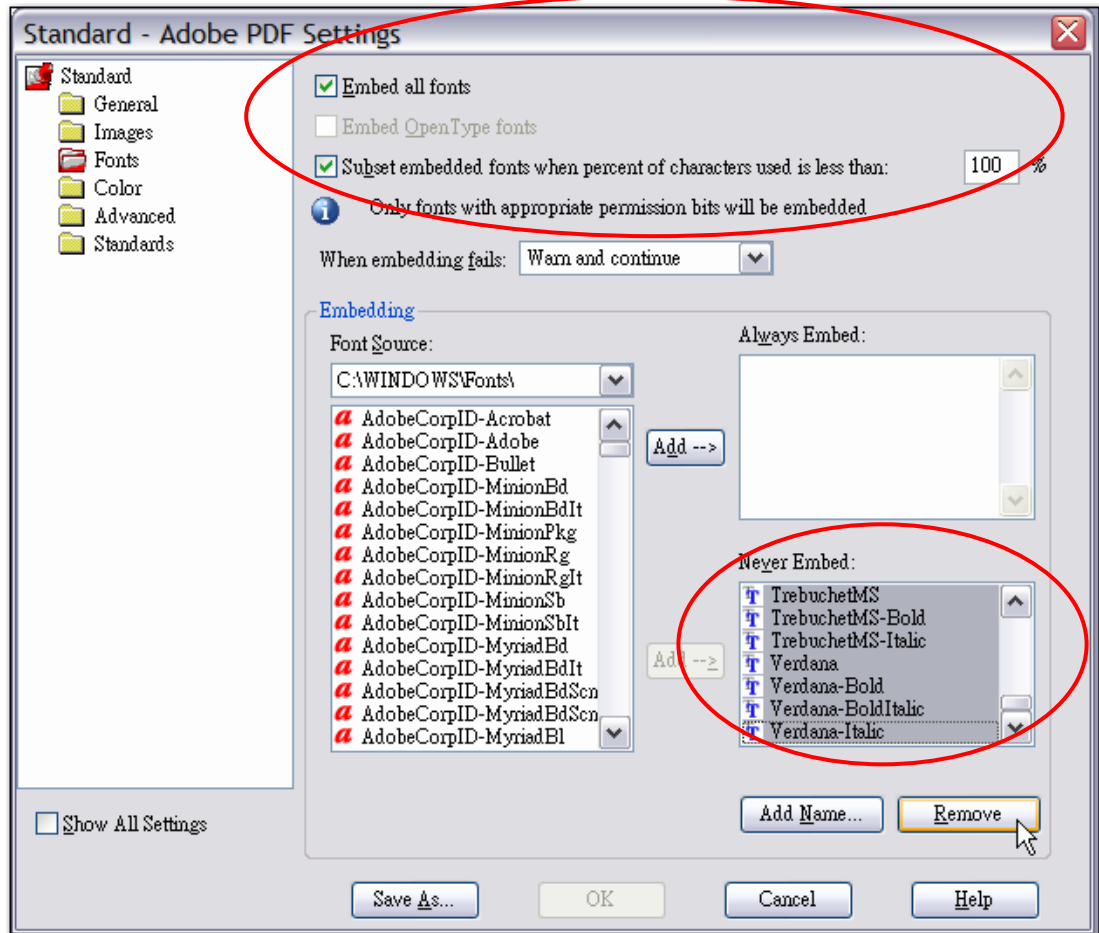 Standard - Adobe PDF Settings
Standard
General
Images
Fonts
Color
Advanced
Standards
Show All Settings
Embed all fonts
Embed OpenType fonts
Subset embedded fonts when percent of characters used is less than: 100 %
Only fonts with appropriate permission bits will be embedded
When embedding fails: Warn and continue
Embedding
Font Source:
C:\WINDOWS\Fonts\
AdobeCorpID-Acrobat
AdobeCorpID-Adobe
AdobeCorpID-Bullet
AdobeCorpID-MinionBd
AdobeCorpID-MinionBdIt
AdobeCorpID-MinionPkg
AdobeCorpID-MinionRg
AdobeCorpID-MinionRgIt
AdobeCorpID-MinionSb
AdobeCorpID-MinionSbIt
AdobeCorpID-MyriadBd
AdobeCorpID-MyriadBdIt
AdobeCorpID-MyriadBdScn
AdobeCorpID-MyriadBdScn
AdobeCorpID-MyriadBl
Add -->
Add -->
Always Embed:
Never Embed:
TrebuchetMS
TrebuchetMS-Bold
TrebuchetMS-Italic
Verdana
Verdana-Bold
Verdana-BoldItalic
Verdana-Italic
Add Name... Remove
Save As... OK Cancel Help